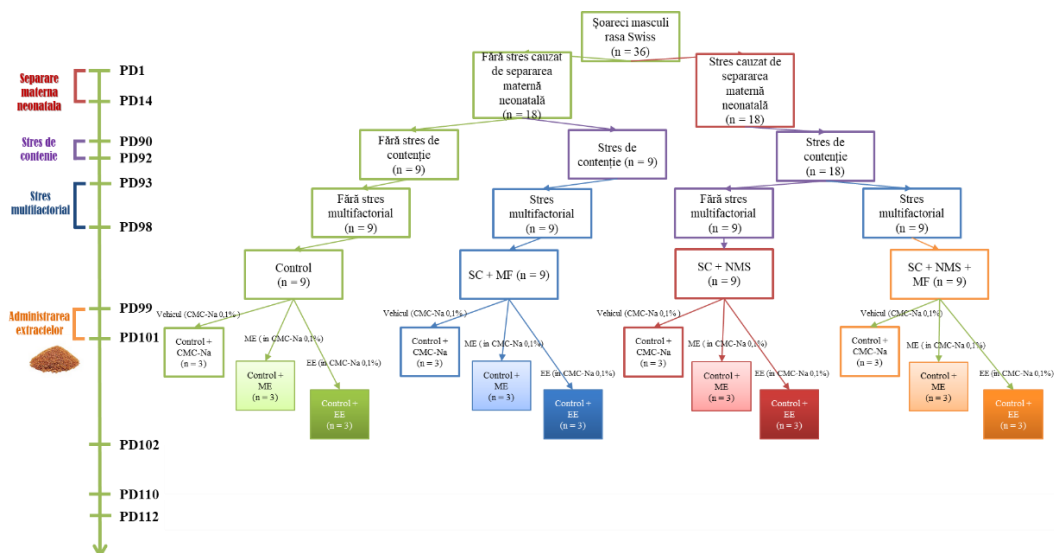 Șoareci masculi
rasa Swiss
(n = 36)
Fără stres cauzat
de separarea
maternă
neonatală
(n = 18)
Stres cauzat de
separarea
maternă
neonatală
(n = 18)
Separare
materna
neonatala
PD1
PD14
Stres de
contenie
PD90
PD92
Fără stres de
contenție
(n = 9)
Stres de
contenție (n = 9)
Stres de
contenție
(n = 18)
Stres
multifactorial
PD93
PD98
Fără stres
multifactorial
(n = 9)
Stres
multifactorial
(n = 9)
Fără stres
multifactorial
(n = 9)
Stres
multifactorial
(n = 9)
Control
(n = 9)
SC + MF (n = 9)
SC + NMS
(n = 9)
SC + NMS +
MF (n = 9)
Administrarea
extractelor
PD99
PD101
Vehicul (CMC-Na 0,1% )
ME ( in CMC-Na 0,1%)
EE (in CMC-Na 0,1%)
Control +
CMC-Na
(n = 3)
Control +
ME
(n = 3)
Control +
EE
(n = 3)
Vehicul (CMC-Na 0,1% )
ME ( in CMC-Na 0,1%)
EE (in CMC-Na 0,1%)
Control +
CMC-Na
(n = 3)
Control +
ME
(n = 3)
Control +
EE
(n = 3)
Vehicul (CMC-Na 0,1% )
ME ( in CMC-Na 0,1%)
EE (in CMC-Na 0,1%)
Control +
CMC-Na
(n = 3)
Control +
ME
(n = 3)
Control +
EE
(n = 3)
Vehicul (CMC-Na 0,1% )
ME ( in CMC-Na 0,1%)
EE (in CMC-Na 0,1%)
Control +
CMC-Na
(n = 3)
Control +
ME
(n = 3)
Control +
EE
(n = 3)
PD102
PD110
PD112